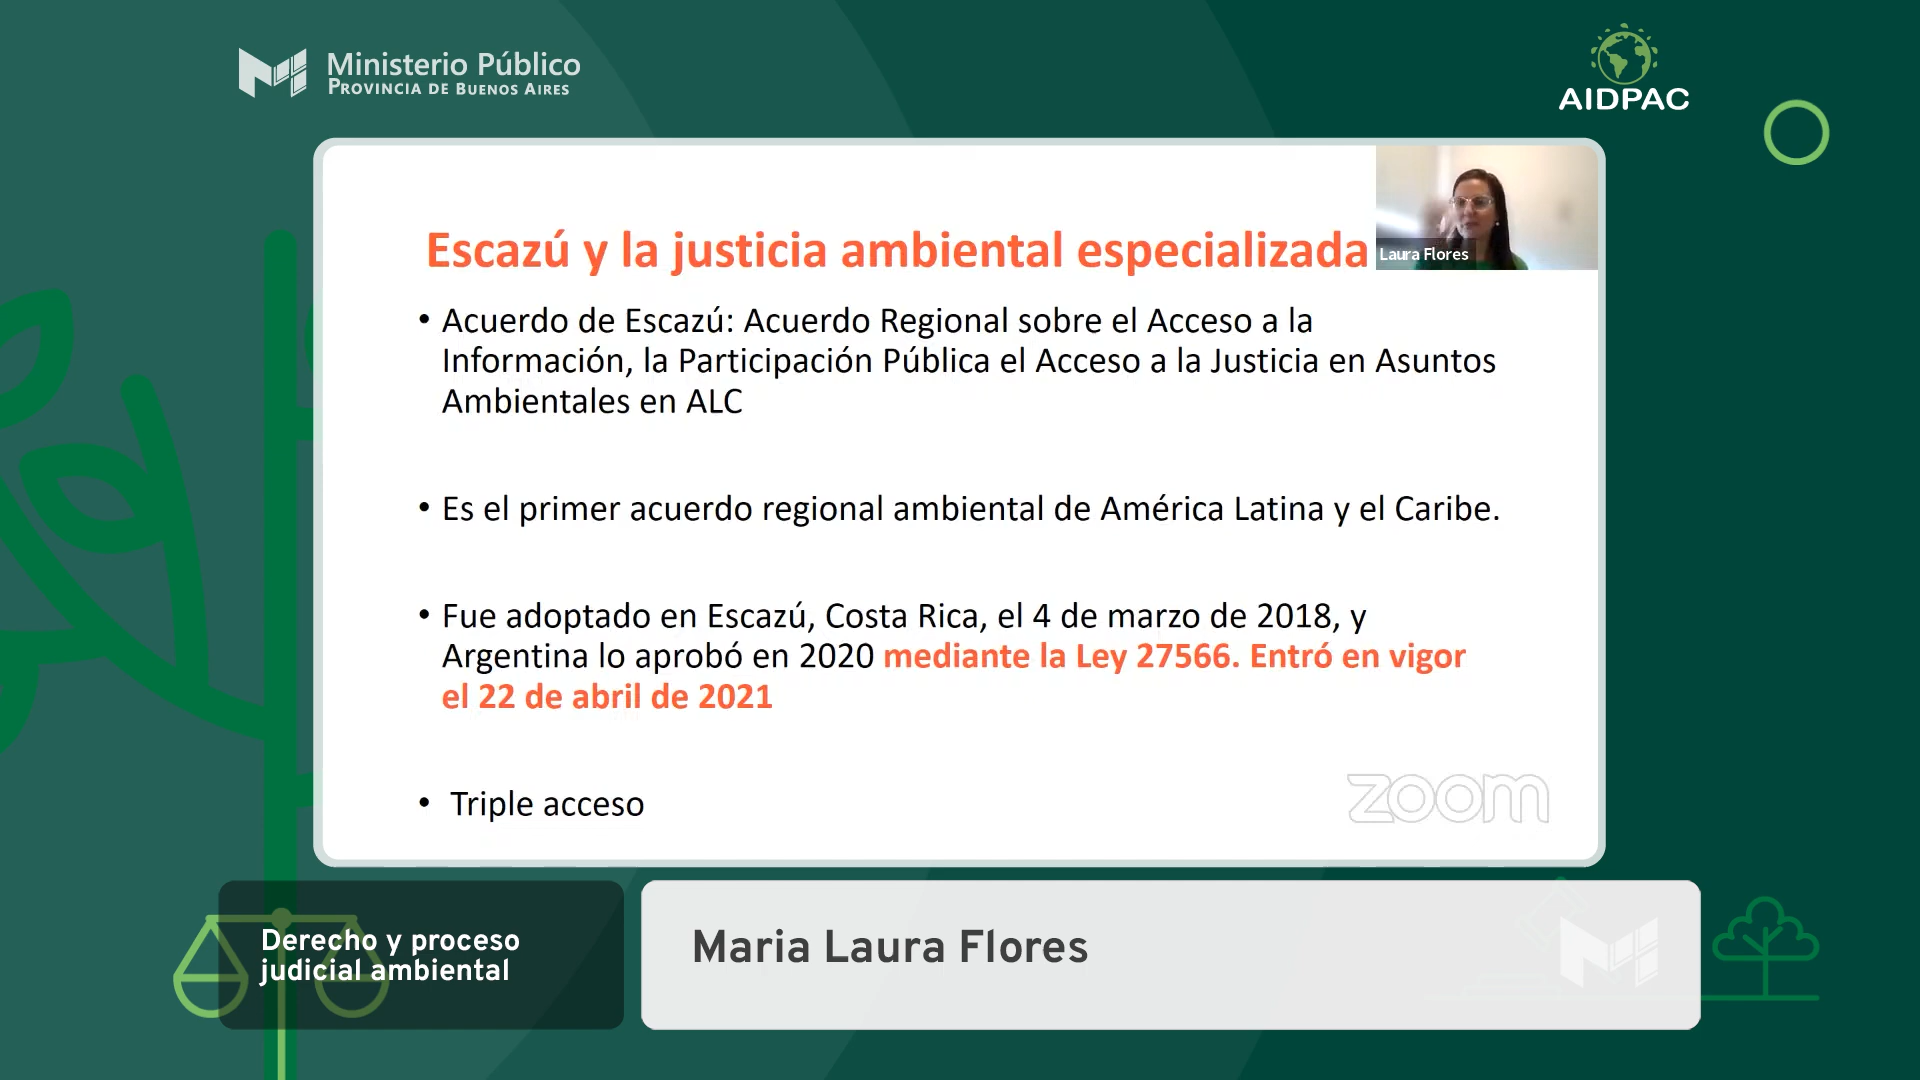 Ministerio Público
PROVINCIA DE BUENOS AIRES
AIDPAC
Escazú y la justicia ambiental especializada
Laura Flores
• Acuerdo de Escazú: Acuerdo Regional sobre el Acceso a la
Información, la Participación Pública el Acceso a la Justicia en Asuntos
Ambientales en ALC
• Es el primer acuerdo regional ambiental de América Latina y el Caribe.
• Fue adoptado en Escazú, Costa Rica, el 4 de marzo de 2018, y
Argentina lo aprobó en 2020 mediante la Ley 27566. Entró en vigor
el 22 de abril de 2021
• Triple acceso
zoom
Derecho y proceso
judicial ambiental
Maria Laura Flores